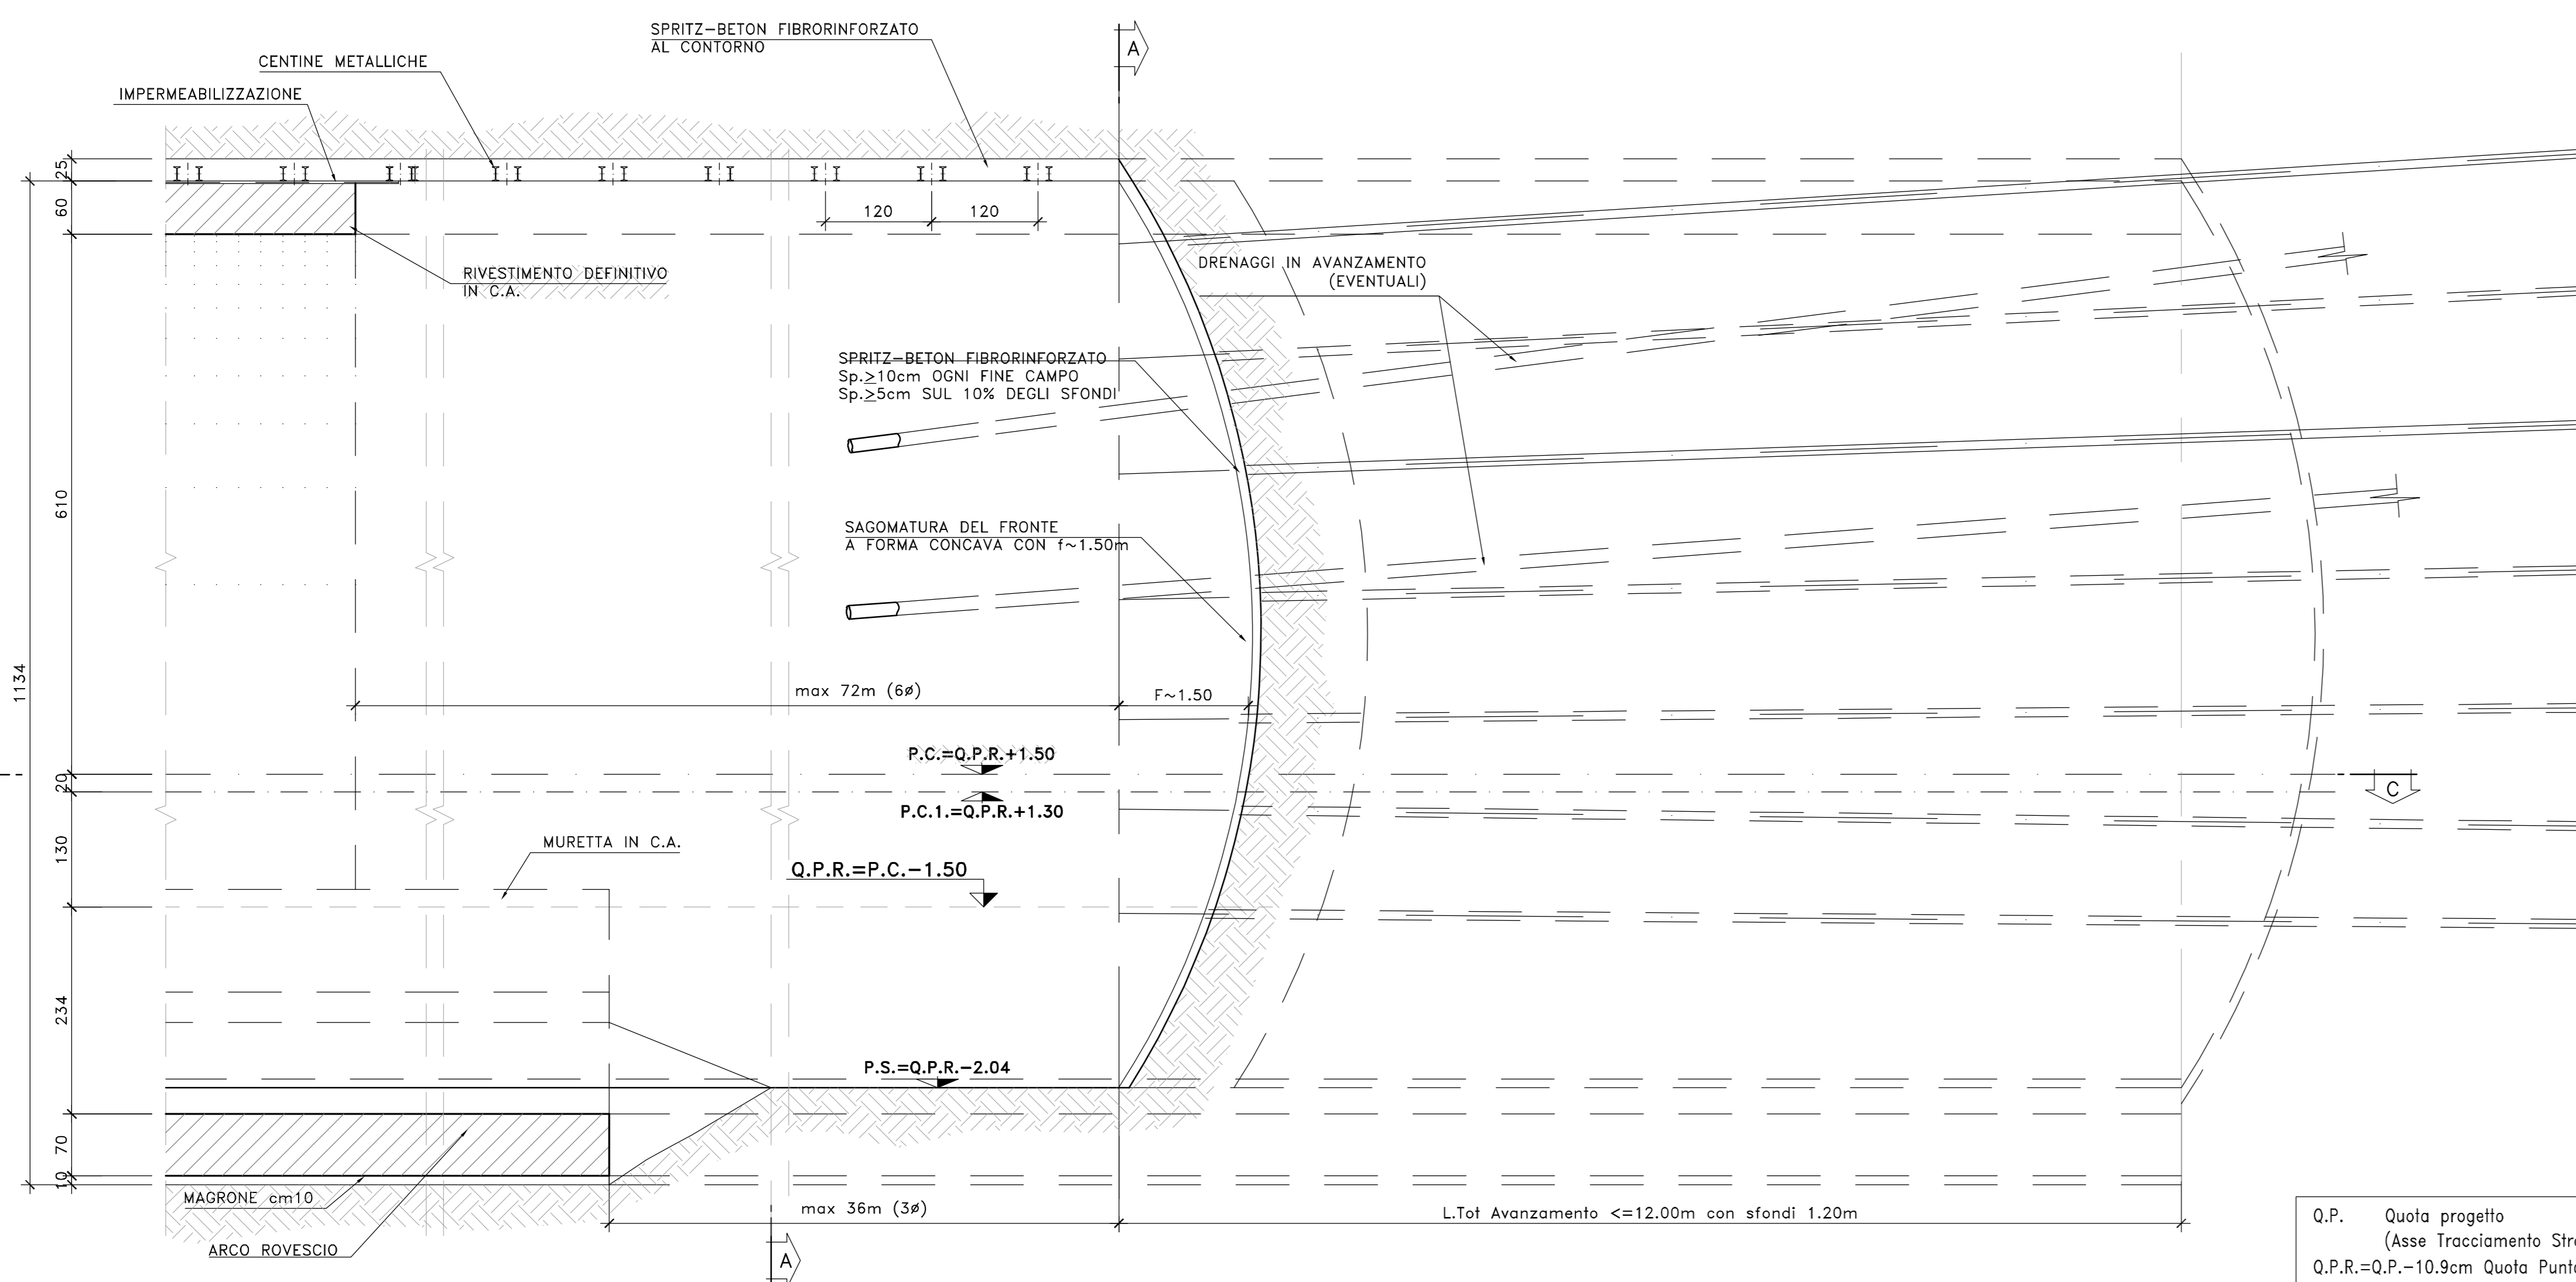 SPRITZ-BETON FIBRORINFORZATO
AL CONTORNO
A
CENTINE METALLICHE
IMPERMEABILIZZAZIONE
25
60
120
120
DRENAGGI IN AVANZAMENTO
(EVENTUALI)
RIVESTIMENTO DEFINITIVO
IN C.A.
SPRITZ-BETON FIBRORINFORZATO
Sp.≥10cm OGNI FINE CAMPO
Sp.≥5cm SUL 10% DEGLI SFONDI
610
SAGOMATURA DEL FRONTE
A FORMA CONCAVA CON f~1.50m
1134
max 72m (6ø)
F~1.50
P.C.=Q.P.R.+1.50
20
C
P.C.1.=Q.P.R.+1.30
130
MURETTA IN C.A.
Q.P.R.=P.C.-1.50
234
P.S.=Q.P.R.-2.04
70
10
MAGRONE cm10
max 36m (3ø)
L.Tot Avanzamento <=12.00m con sfondi 1.20m
ARCO ROVESCIO
A
Q.P. Quota progetto
(Asse Tracciamento Str
Q.P.R.=Q.P.-10.9cm Quota Punt